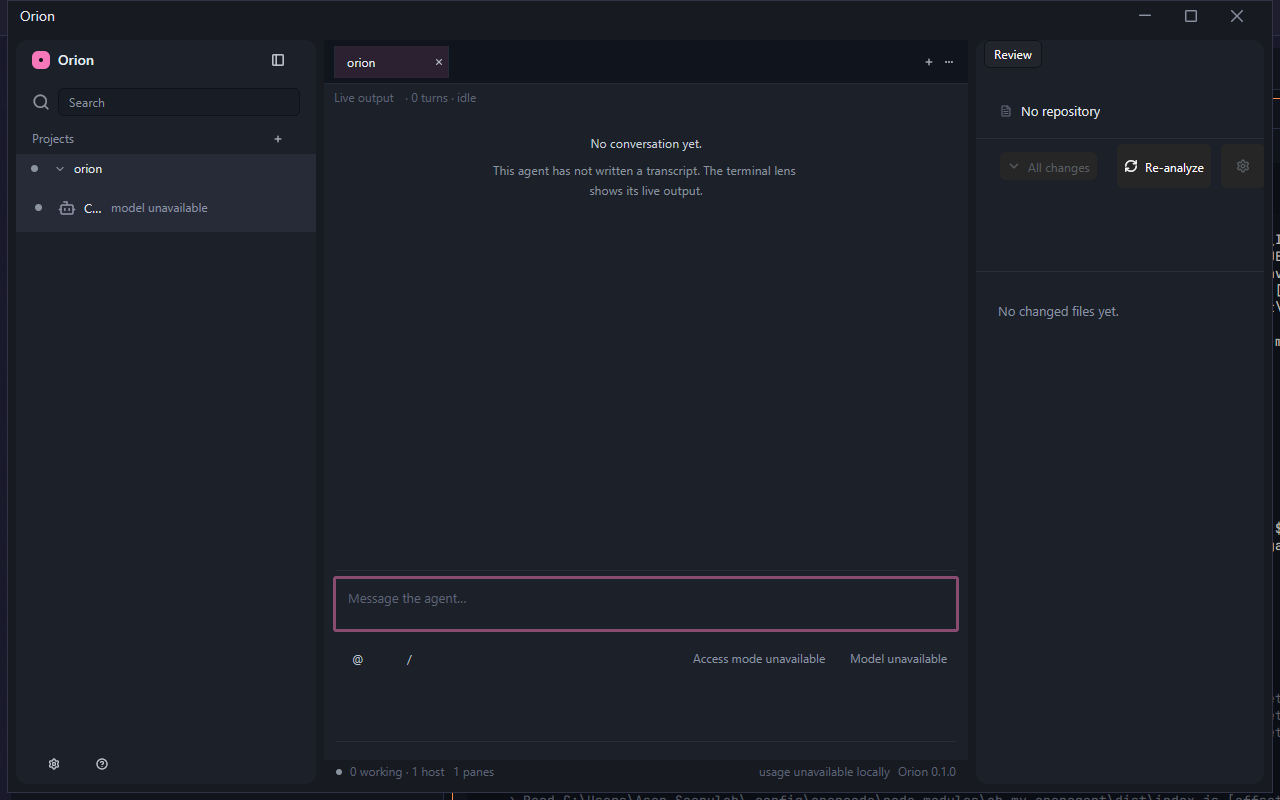 Orion
Orion
Search
Projects +
orion
C... model unavailable
orion ×
+ ...
Live output · 0 turns · idle
No conversation yet.
This agent has not written a transcript. The terminal lens
shows its live output.
Message the agent...
@ /
Access mode unavailable Model unavailable
0 working · 1 host 1 panes
usage unavailable locally Orion 0.1.0
Review
No repository
All changes Re-analyze
No changed files yet.